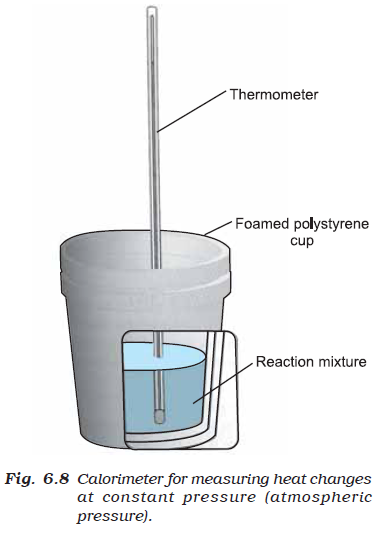 Thermometer
Foamed polystyrene
cup
Reaction mixture
Fig. 6.8 Calorimeter for measuring heat changes
at constant pressure (atmospheric
pressure).